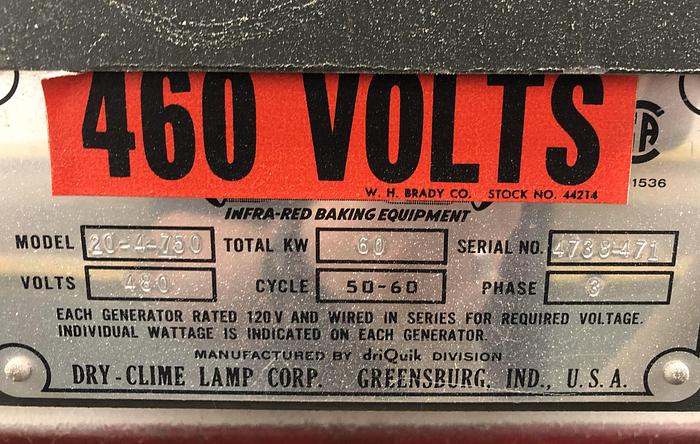 460 VOLTS
W. H. BRADY CO. STOCK NO. 44214
1536
INFRA-RED BAKING EQUIPMENT
MODEL 20-4-750 TOTAL KW 60 SERIAL NO. 4738-471
VOLTS 480 CYCLE 50-60 PHASE 3
EACH GENERATOR RATED 120 V AND WIRED IN SERIES FOR REQUIRED VOLTAGE.
INDIVIDUAL WATTAGE IS INDICATED ON EACH GENERATOR.
MANUFACTURED BY driQuik DIVISION
DRY-CLIME LAMP CORP. GREENSBURG, IND., U.S.A.